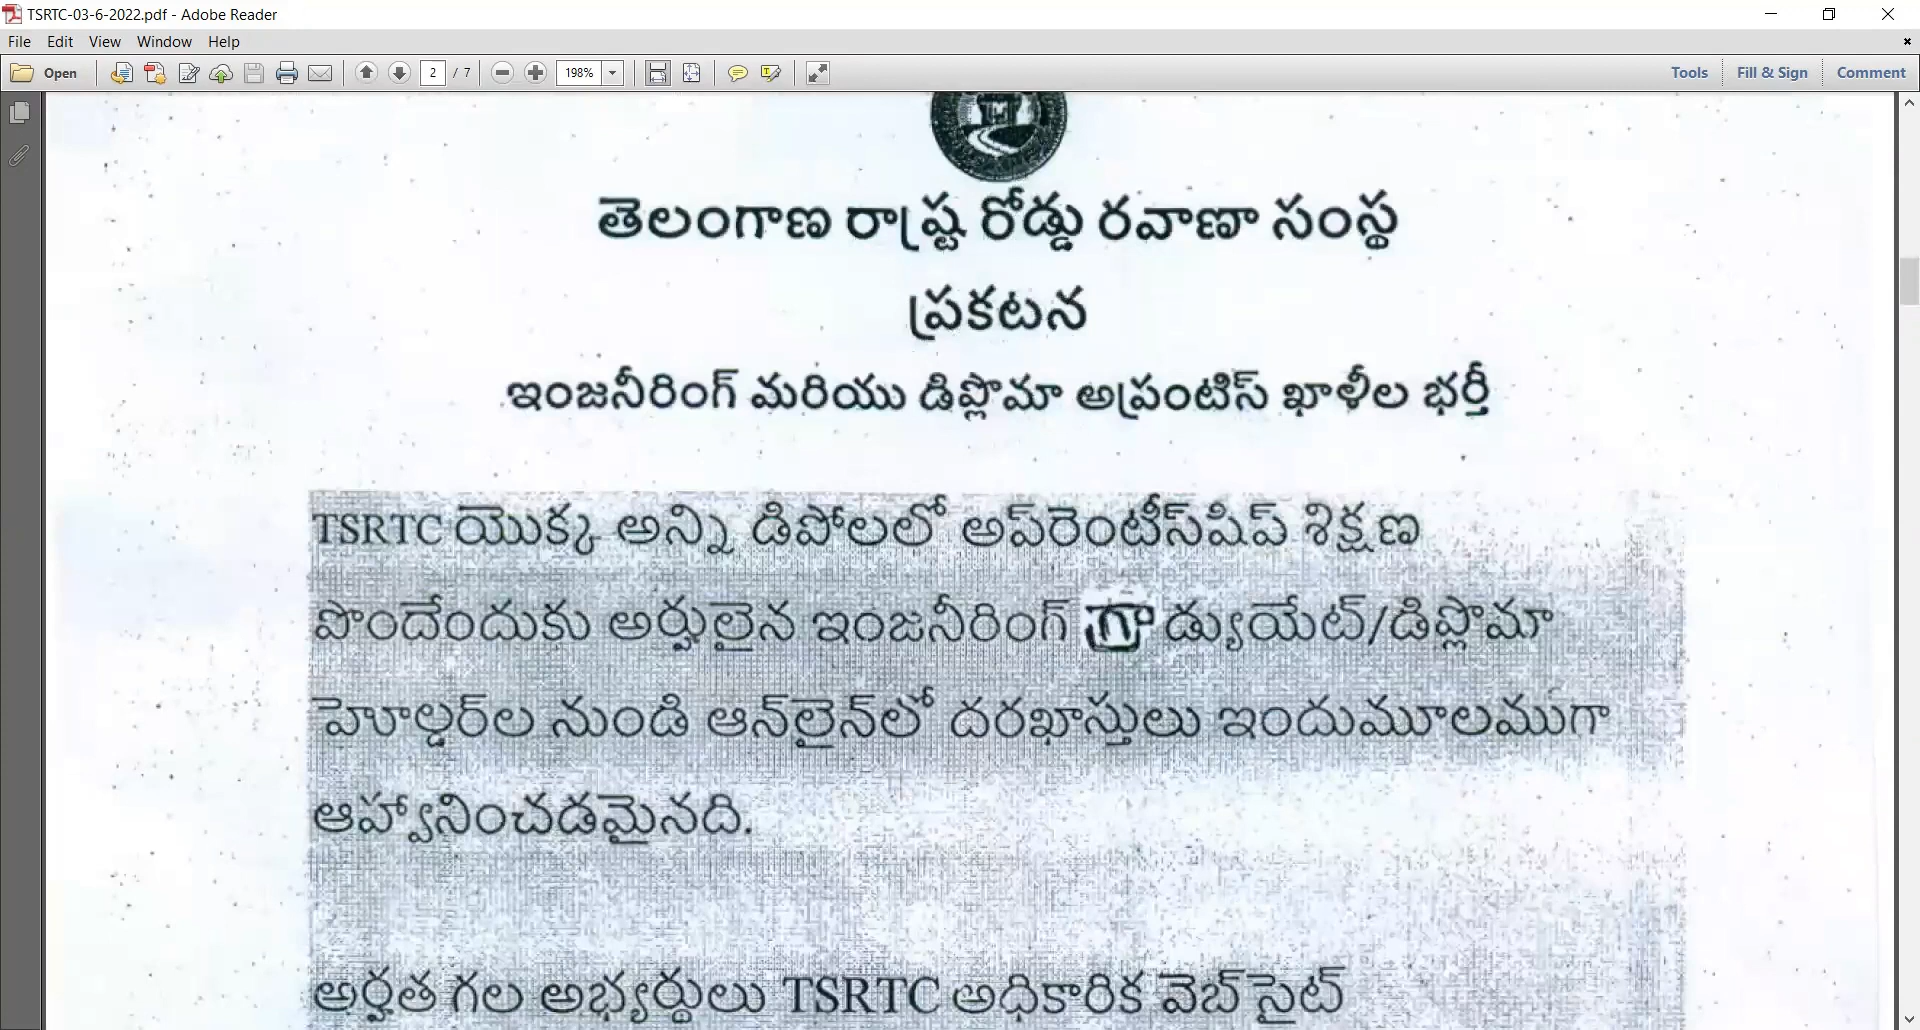 TSRTC-03-6-2022.pdf - Adobe Reader
File Edit View Window Help
Open 2 / 7 198% Tools Fill & Sign Comment
తెలంగాణ రాష్ట్ర రోడ్డు రవాణా సంస్థ
ప్రకటన
ఇంజనీరింగ్ మరియు డిప్లొమా అప్రంటిస్ ఖాళీల భర్తీ
TSRTC యొక్క అన్ని డిపోలలో అప్‌రెంటీస్‌షిప్ శిక్షణ
పొందేందుకు అర్హులైన ఇంజనీరింగ్ గ్రాడ్యుయేట్/డిప్లొమా
హెూల్డర్‌ల నుండి ఆన్‌లైన్‌లో దరఖాస్తులు ఇందుమూలముగా
ఆహ్వానించడమైనది.
అర్హత గల అభ్యర్థులు TSRTC అధికారిక వెబ్‌సైట్